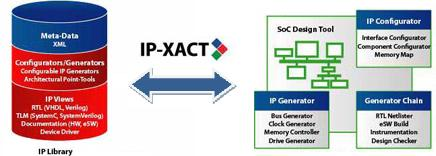 Meta-Data
XML
Configurators/Generators
Configurable IP Generators
Architectural Point-Tools
IP Views
RTL (VHDL, Verilog)
TLM (SystemC, SystemVerilog)
Documentation (HW, eSW)
Device Driver
IP Library
IP-XACT
SoC Design Tool
IP Configurator
Interface Configurator
Component Configurator
Memory Map
IP Generator
Bus Generator
Clock Generator
Memory Controller
Drive Generator
Generator Chain
RTL Netlister
eSW Build
Instrumentation
Design Checker